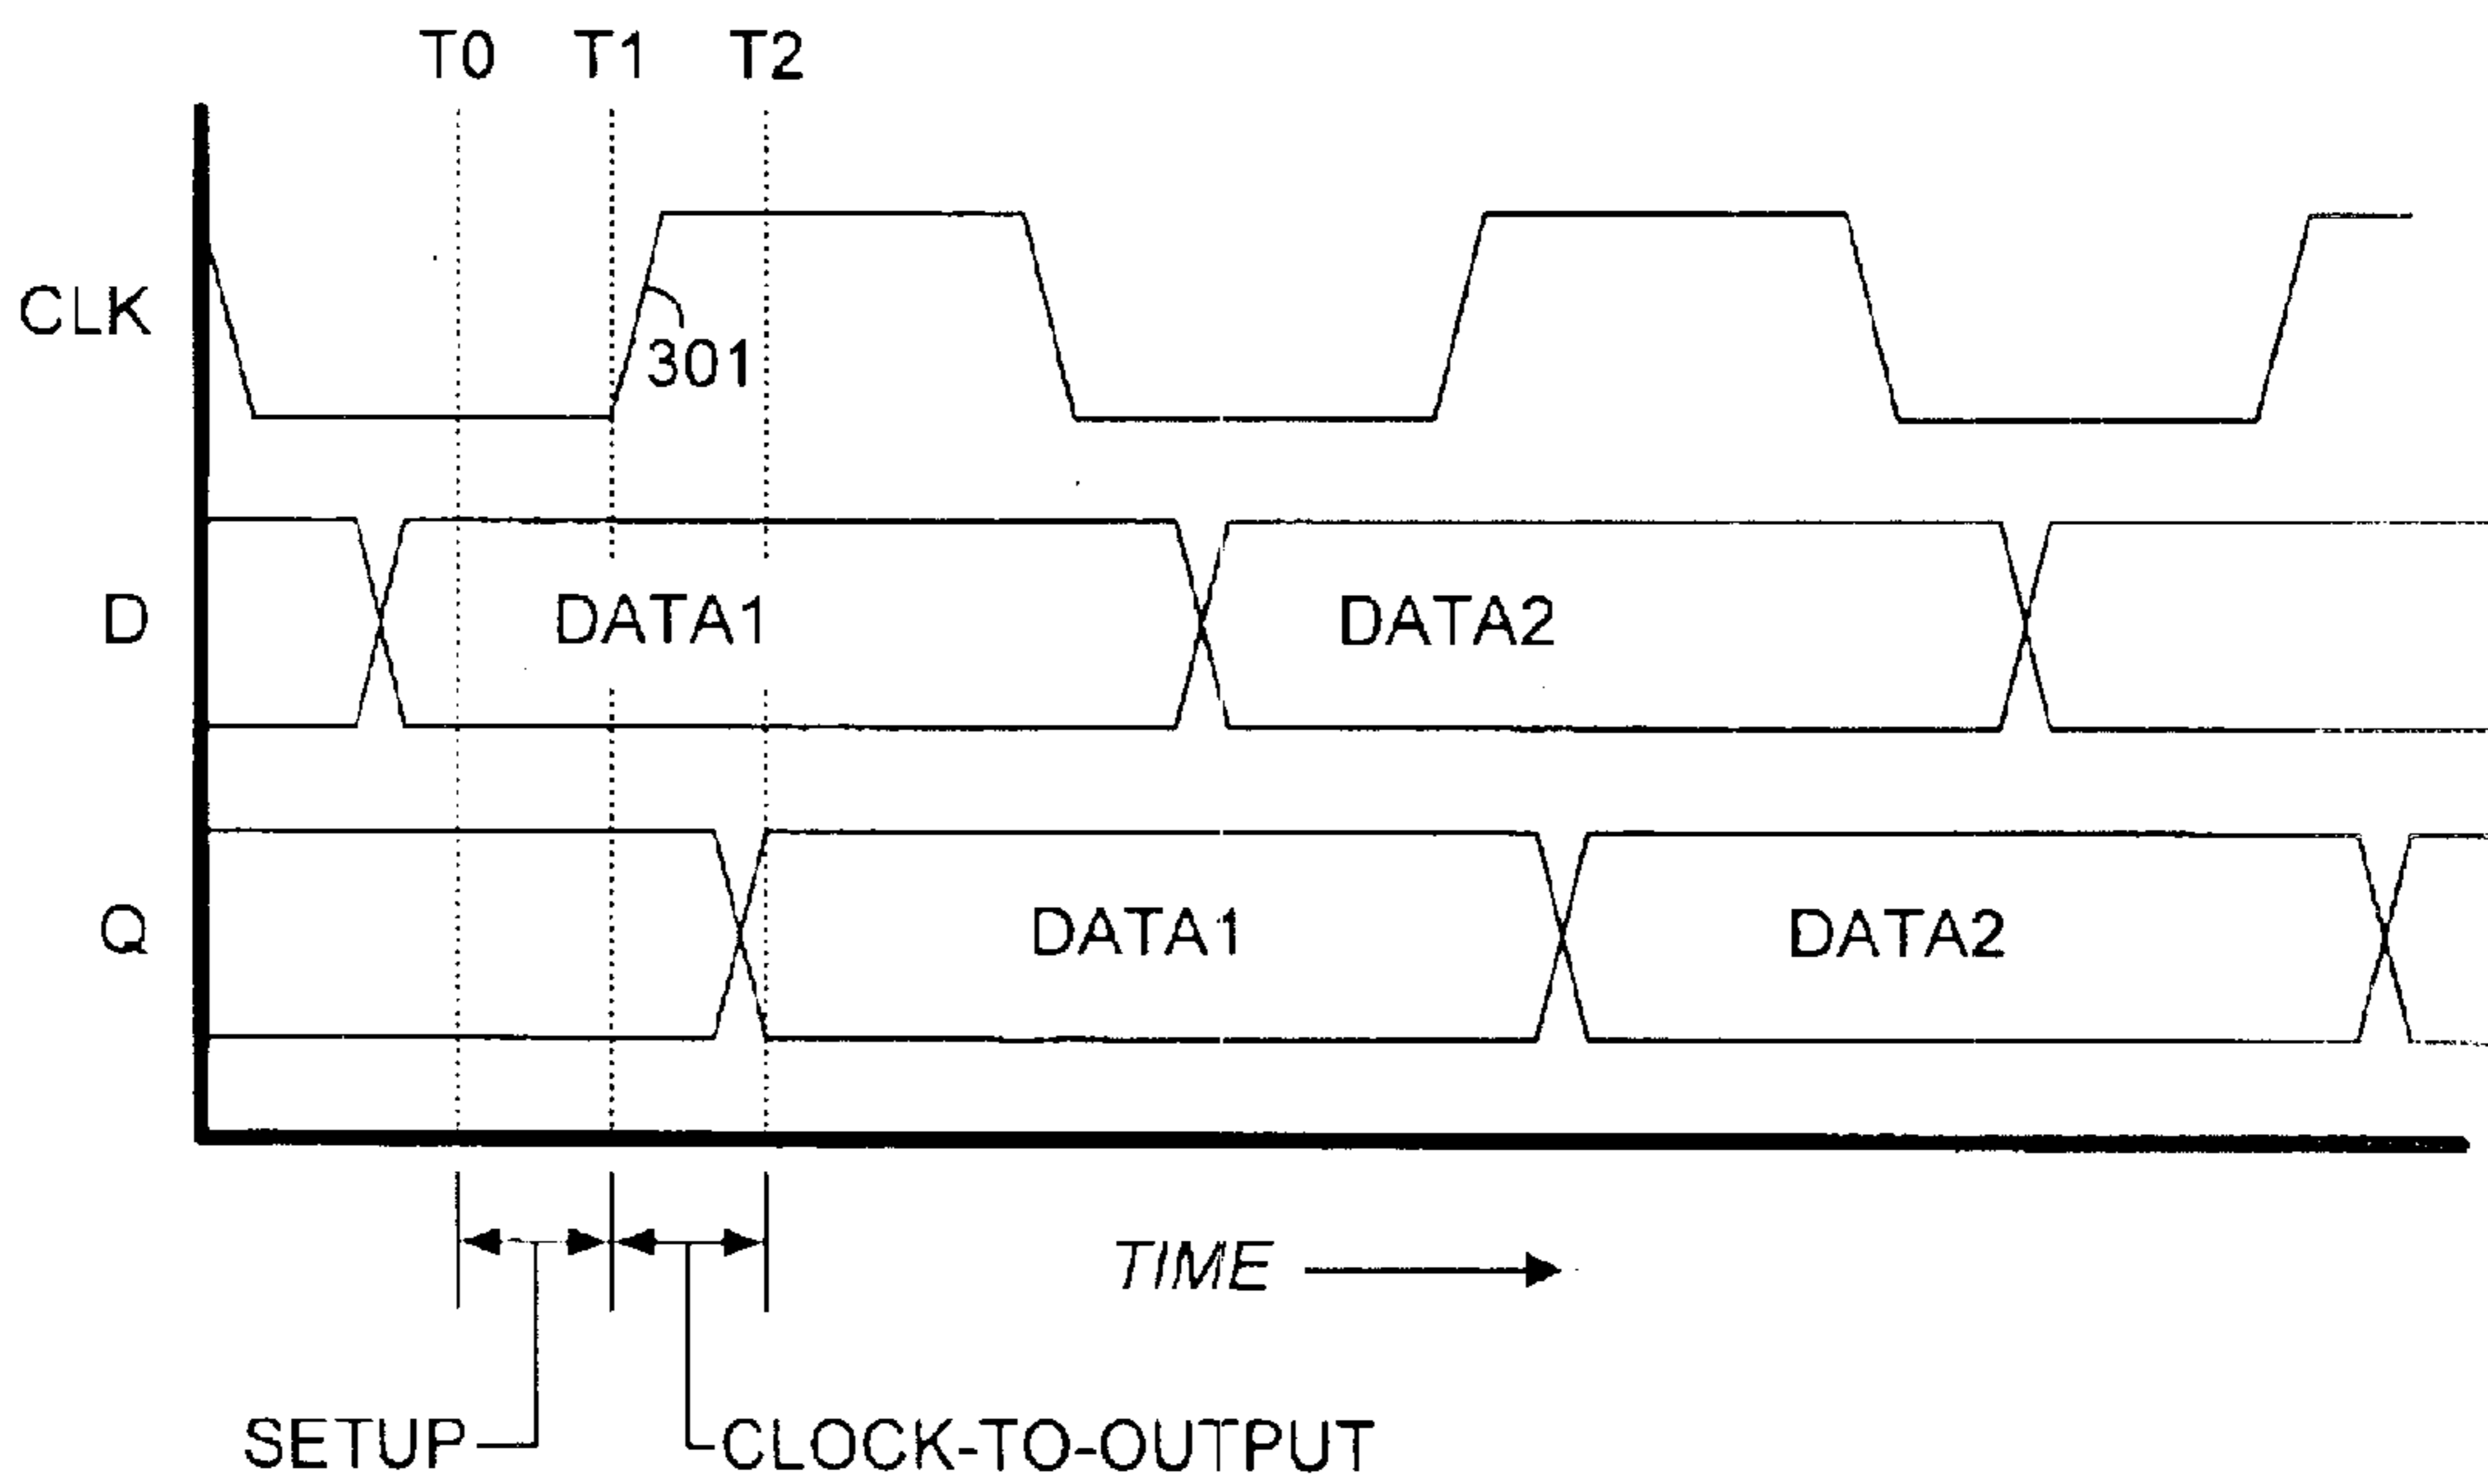 T0 T1 T2
CLK
301
D DATA1 DATA2
Q DATA1 DATA2
TIME
SETUP CLOCK-TO-OUTPUT